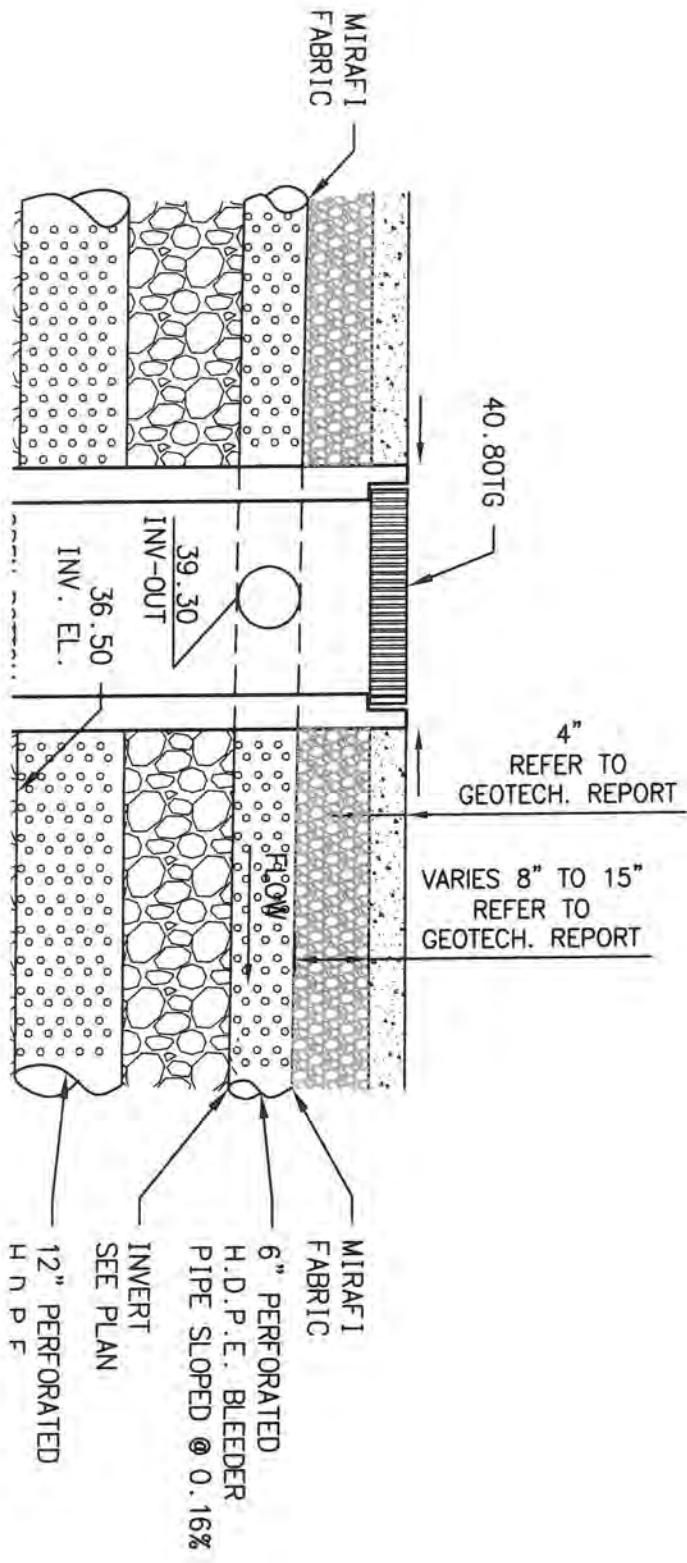 MIRAFI
FABRIC
40.80TG
4"
REFER TO
GEOTECH. REPORT
VARIES 8" TO 15"
REFER TO
GEOTECH. REPORT
39.30
INV-OUT
36.50
INV. EL.
FLOW
MIRAFI
FABRIC
6" PERFORATED
H.D.P.E. BLEEDER
PIPE SLOPED @ 0.16%
INVERT
SEE PLAN
12" PERFORATED